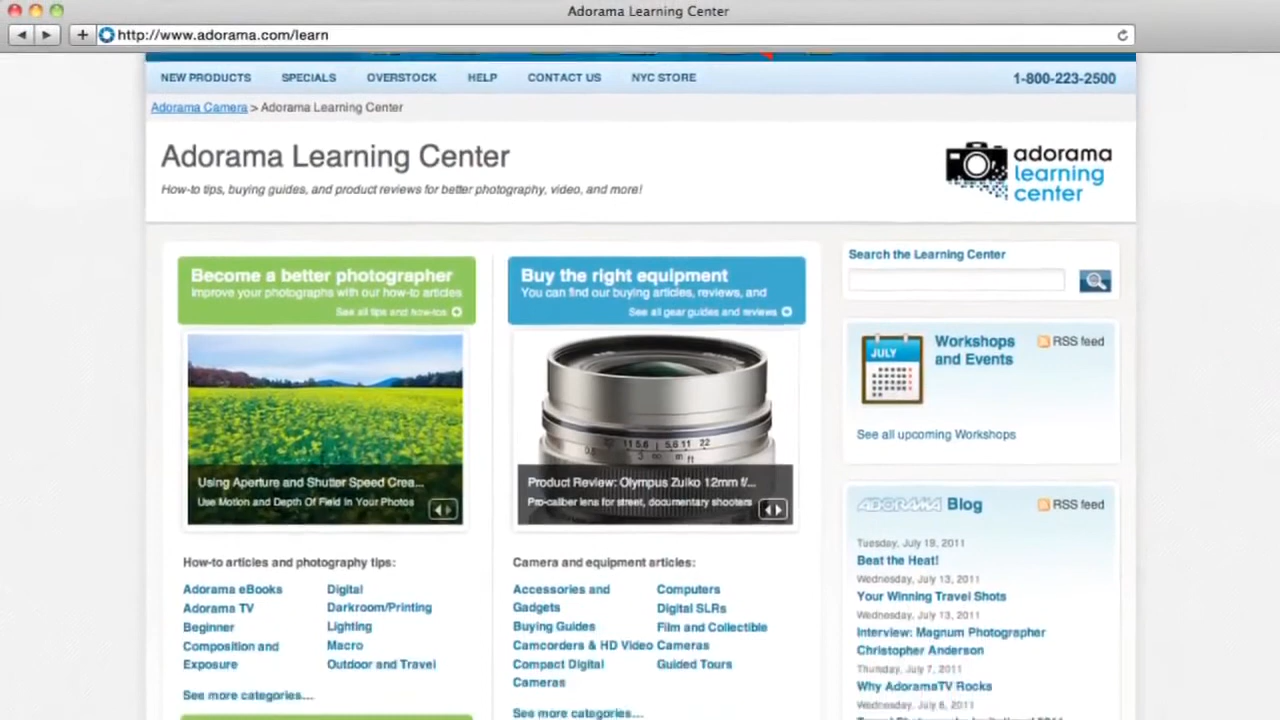 Adorama Learning Center
http://www.adorama.com/learn
NEW PRODUCTS SPECIALS OVERSTOCK HELP CONTACT US NYC STORE 1-800-223-2500
Adorama Camera > Adorama Learning Center
Adorama Learning Center
How-to tips, buying guides, and product reviews for better photography, video, and more!
adorama
learning
center
Become a better photographer
Improve your photographs with our how-to articles
See all tips and how-tos
Using Aperture and Shutter Speed Crea...
Use Motion and Depth Of Field in Your Photos
How-to articles and photography tips:
Adorama eBooks
Adorama TV
Beginner
Composition and
Exposure
Digital
Darkroom/Printing
Lighting
Macro
Outdoor and Travel
See more categories....
Buy the right equipment
You can find our buying articles, reviews, and
See all gear guides and reviews
22 11 5.6 5.6 11 22
3 ∞ m
ft
Product Review: Olympus Zuiko 12mm f/...
Pro-caliber lens for street, documentary shooters
Camera and equipment articles:
Accessories and
Gadgets
Buying Guides
Camcorders & HD Video
Compact Digital
Cameras
Computers
Digital SLRs
Film and Collectible
Cameras
Guided Tours
See more categories....
Search the Learning Center
JULY
Workshops
and Events
RSS feed
See all upcoming Workshops
ADORAMA Blog
RSS feed
Tuesday, July 19, 2011
Beat the Heat!
Wednesday, July 13, 2011
Your Winning Travel Shots
Wednesday, July 13, 2011
Interview: Magnum Photographer
Christopher Anderson
Thursday, July 7, 2011
Why AdoramaTV Rocks
Wednesday, July 6, 2011